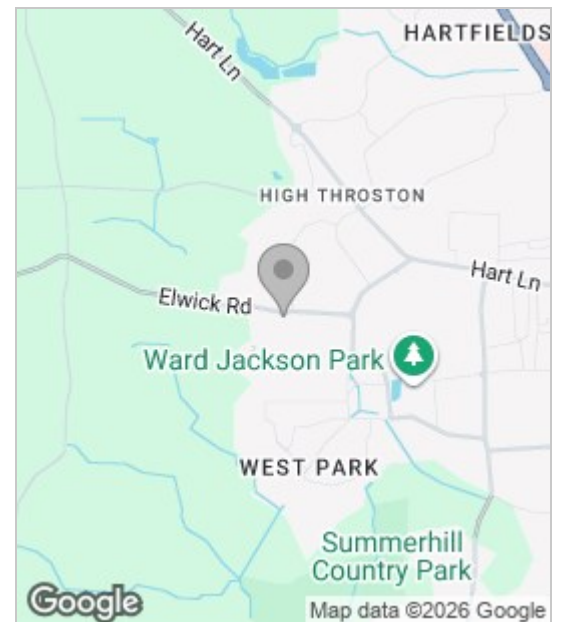 HARTFIELDS
Hart Ln
HIGH THROSTON
Hart Ln
Elwick Rd
Ward Jackson Park
WEST PARK
Summerhill
Country Park
Google
Map data ©2026 Google